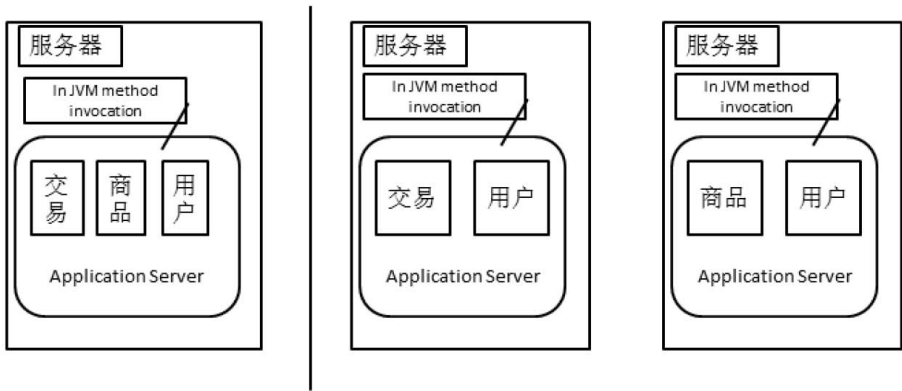 服务器
In JVM method
invocation
交易
商品
用户
Application Server
服务器
In JVM method
invocation
交易
用户
Application Server
服务器
In JVM method
invocation
商品
用户
Application Server